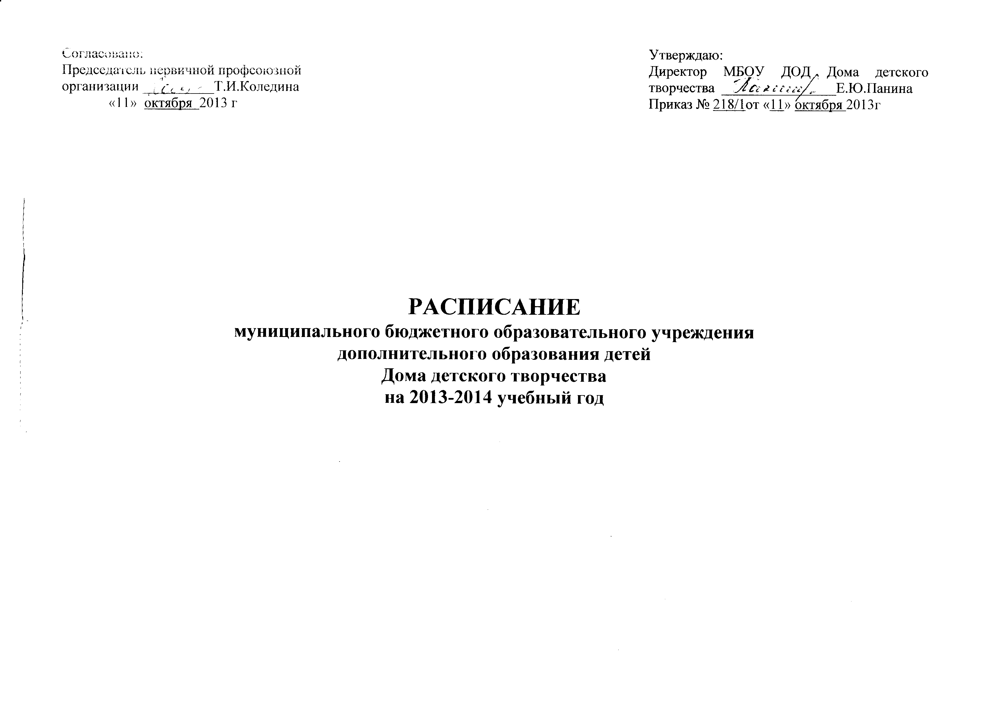 Согласовано:
Председатель первичной профсоюзной
организации __________Т.И.Коледина
«11» октября 2013 г
Утверждаю:
Директор МБОУ ДОД Дома детского
творчества ________________Е.Ю.Панина
Приказ № 218/1от «11» октября 2013г
РАСПИСАНИЕ
муниципального бюджетного образовательного учреждения
дополнительного образования детей
Дома детского творчества
на 2013-2014 учебный год